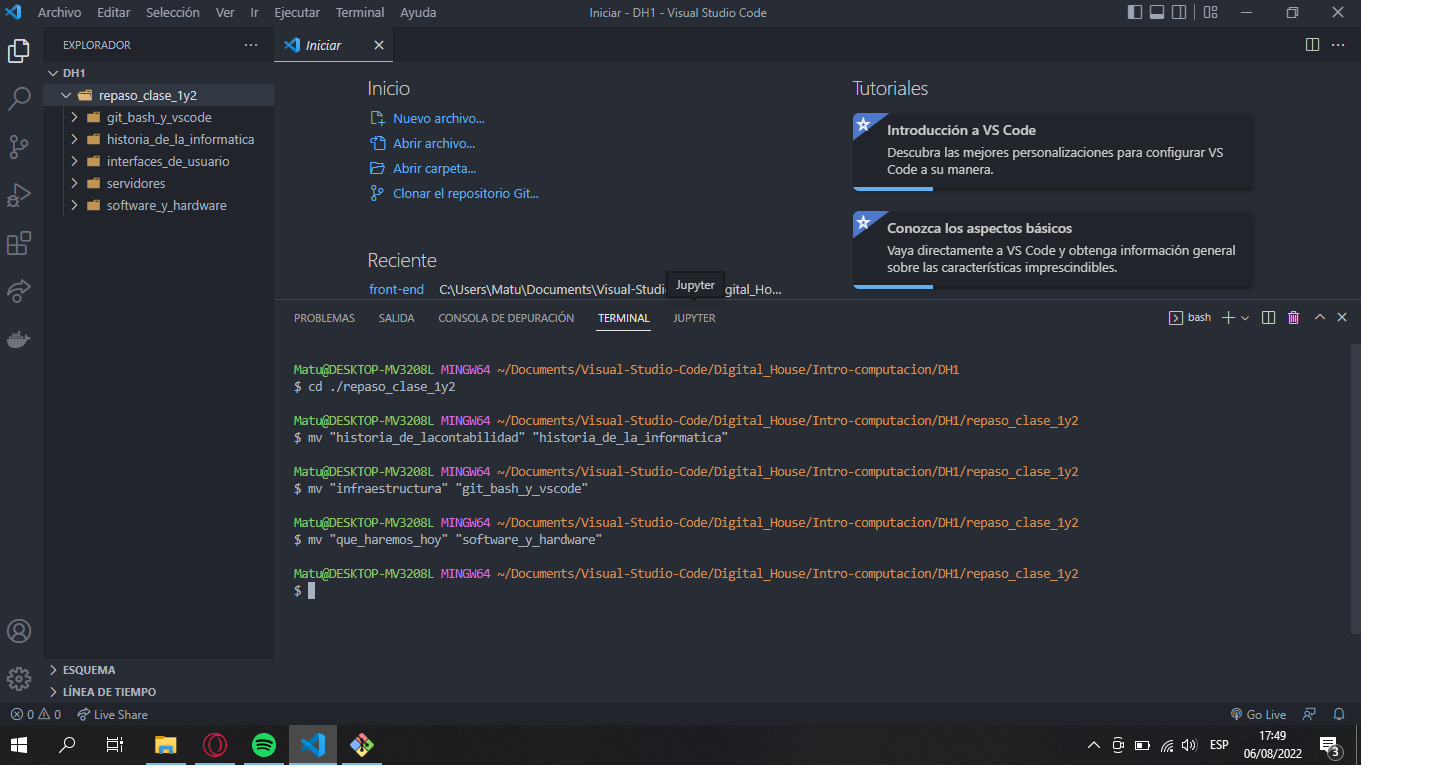 Archivo Editar Selección Ver Ir Ejecutar Terminal Ayuda
Iniciar - DH1 - Visual Studio Code
EXPLORADOR
DH1
repaso_clase_1y2
git_bash_y_vscode
historia_de_la_informatica
interfaces_de_usuario
servidores
software_y_hardware
ESQUEMA
LÍNEA DE TIEMPO
Iniciar
Inicio
Nuevo archivo...
Abrir archivo...
Abrir carpeta...
Clonar el repositorio Git...
Reciente
front-end C:\Users\Matu\Documents\Visual-Studi gital_Ho...
Jupyter
Tutoriales
Introducción a VS Code
Descubra las mejores personalizaciones para configurar VS
Code a su manera.
Conozca los aspectos básicos
Vaya directamente a VS Code y obtenga información general
sobre las características imprescindibles.
PROBLEMAS SALIDA CONSOLA DE DEPURACIÓN TERMINAL JUPYTER
bash
Matu@DESKTOP-MV3208L MINGW64 ~/Documents/Visual-Studio-Code/Digital_House/Intro-computacion/DH1
$ cd ./repaso_clase_1y2
Matu@DESKTOP-MV3208L MINGW64 ~/Documents/Visual-Studio-Code/Digital_House/Intro-computacion/DH1/repaso_clase_1y2
$ mv "historia_de_lacontabilidad" "historia_de_la_informatica"
Matu@DESKTOP-MV3208L MINGW64 ~/Documents/Visual-Studio-Code/Digital_House/Intro-computacion/DH1/repaso_clase_1y2
$ mv "infraestructura" "git_bash_y_vscode"
Matu@DESKTOP-MV3208L MINGW64 ~/Documents/Visual-Studio-Code/Digital_House/Intro-computacion/DH1/repaso_clase_1y2
$ mv "que_haremos_hoy" "software_y_hardware"
Matu@DESKTOP-MV3208L MINGW64 ~/Documents/Visual-Studio-Code/Digital_House/Intro-computacion/DH1/repaso_clase_1y2
$
0 0 Live Share
Go Live
ESP
17:49
06/08/2022
3